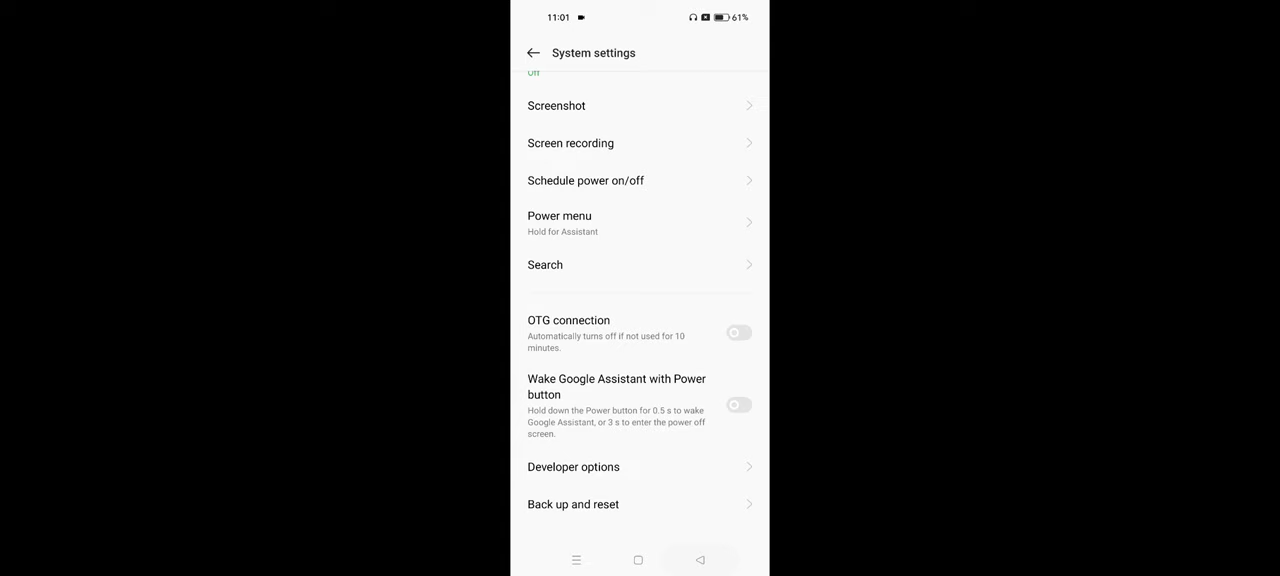 11:01
61%
System settings
Off
Screenshot
Screen recording
Schedule power on/off
Power menu
Hold for Assistant
Search
OTG connection
Automatically turns off if not used for 10
minutes.
Wake Google Assistant with Power
button
Hold down the Power button for 0.5 s to wake
Google Assistant, or 3 s to enter the power off
screen.
Developer options
Back up and reset